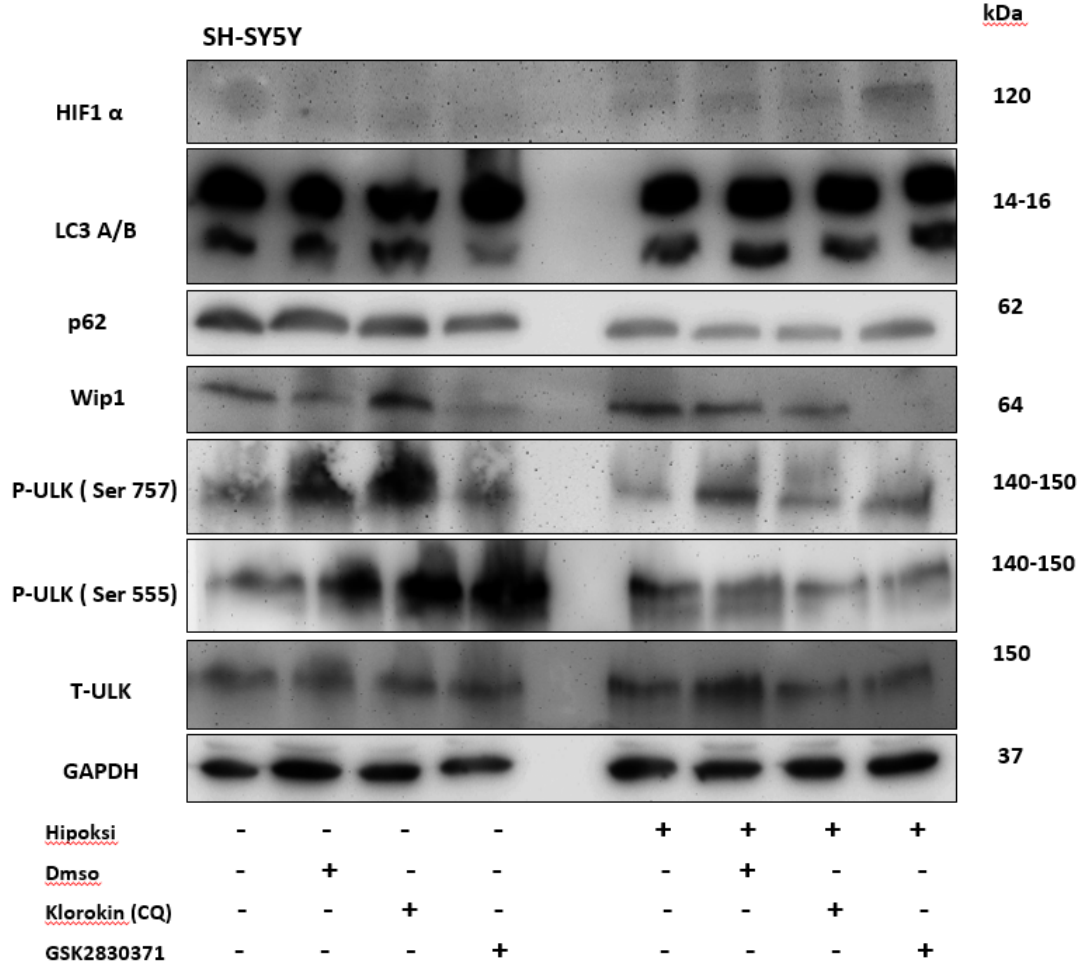 kDa
SH-SY5Y
HIF1 α 120
LC3 A/B 14-16
p62 62
Wip1 64
P-ULK ( Ser 757) 140-150
P-ULK ( Ser 555) 140-150
T-ULK 150
GAPDH 37
Hipoksi - - - - + + + +
Dmso - + - - - + - -
Klorokin (CQ) - - + - - - + -
GSK2830371 - - - + - - - +